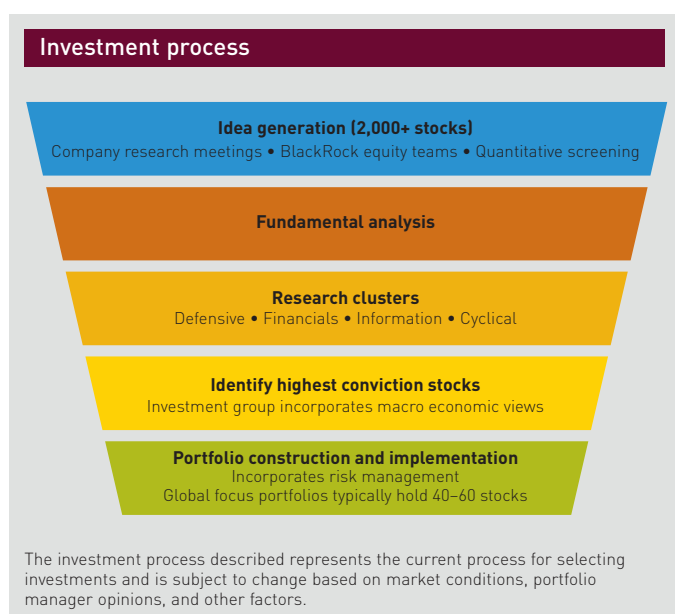 Investment process
Idea generation (2,000+ stocks)
Company research meetings • BlackRock equity teams • Quantitative screening
Fundamental analysis
Research clusters
Defensive • Financials • Information • Cyclical
Identify highest conviction stocks
Investment group incorporates macro economic views
Portfolio construction and implementation
Incorporates risk management
Global focus portfolios typically hold 40–60 stocks
The investment process described represents the current process for selecting
investments and is subject to change based on market conditions, portfolio
manager opinions, and other factors.